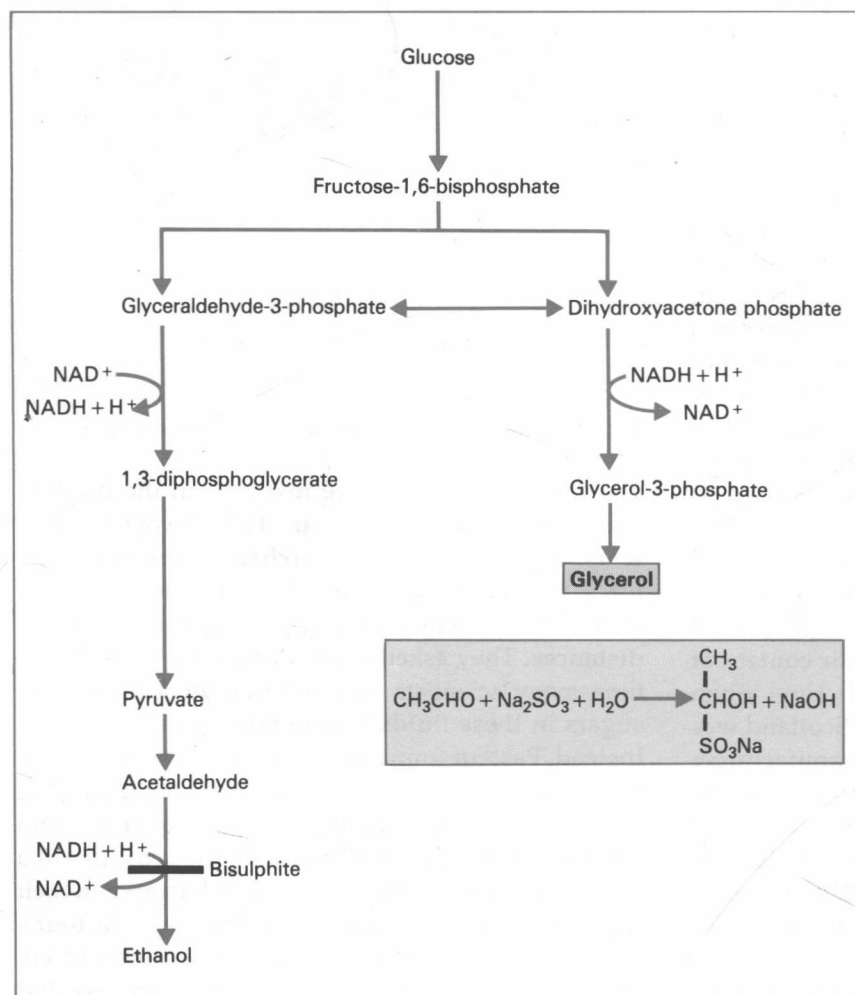 Glucose
Fructose-1,6-bisphosphate
Glyceraldehyde-3-phosphate
Dihydroxyacetone phosphate
NAD⁺
NADH + H⁺
NADH + H⁺
NAD⁺
1,3-diphosphoglycerate
Glycerol-3-phosphate
Glycerol
CH₃
CH₃CHO + Na₂SO₃ + H₂O
CHOH + NaOH
SO₃Na
Pyruvate
Acetaldehyde
NADH + H⁺
Bisulphite
NAD⁺
Ethanol